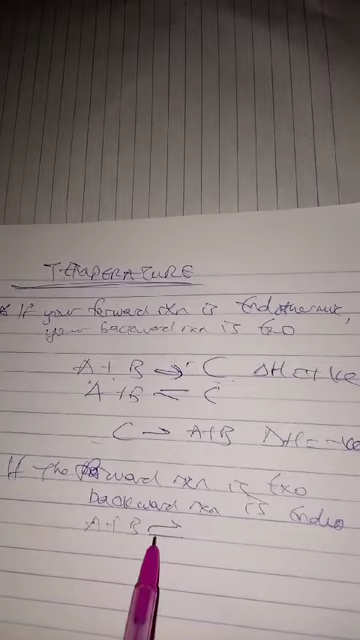 TEMPERATURE
* If your forward rxn is Endothermic,
your backward rxn is Exo
A + B ⇌ C ΔH = +ve
A + B ← C
C → A + B ΔH = -ve
If the forward rxn is Exo
backward rxn is Endo
A + B ⇌